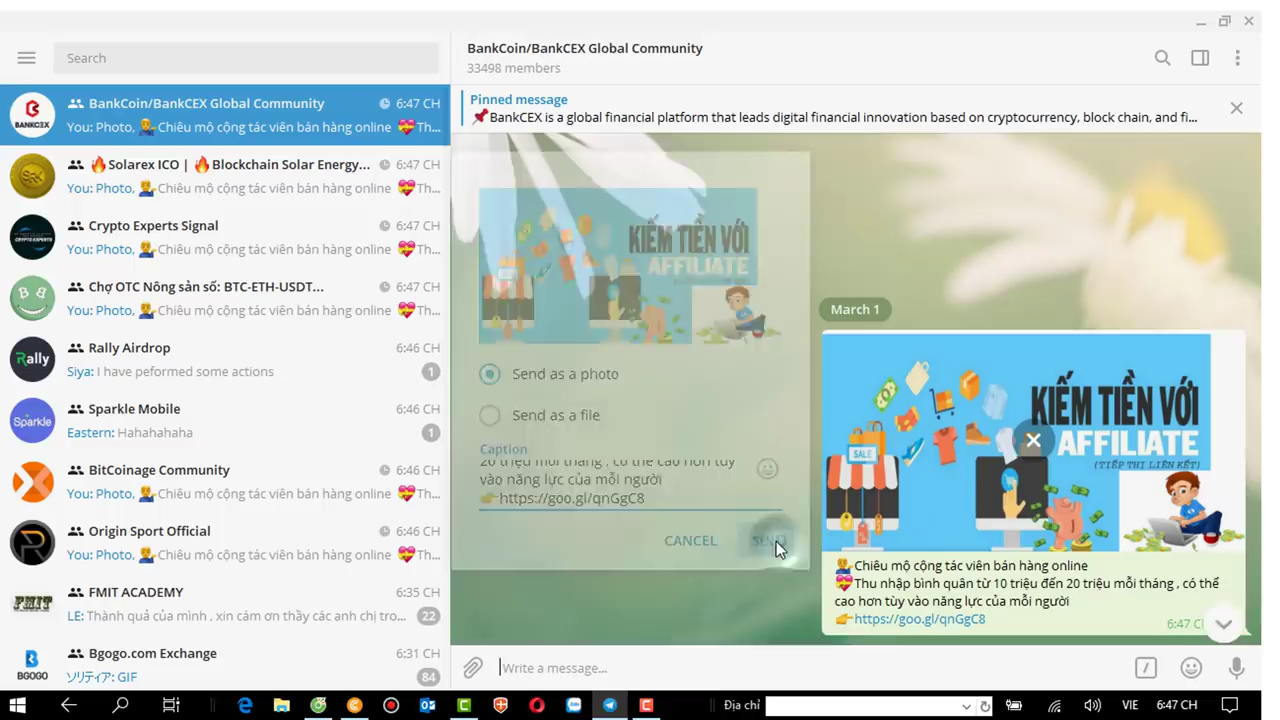 Search
BankCoin/BankCEX Global Community
6:47 CH
You: Photo, 🙎‍♂️Chiêu mộ cộng tác viên bán hàng online 💝Th...
🔥Solarex ICO | 🔥Blockchain Solar Energy...
6:47 CH
You: Photo, 🙎‍♂️Chiêu mộ cộng tác viên bán hàng online 💝Th...
Crypto Experts Signal
6:47 CH
You: Photo, 🙎‍♂️Chiêu mộ cộng tác viên bán hàng online 💝Th...
Chợ OTC Nông sản số: BTC-ETH-USDT...
6:47 CH
You: Photo, 🙎‍♂️Chiêu mộ cộng tác viên bán hàng online 💝Th...
Rally Airdrop
6:46 CH
Siya: I have peformed some actions
1
Sparkle Mobile
6:46 CH
Eastern: Hahahahaha
1
BitCoinage Community
6:46 CH
You: Photo, 🙎‍♂️Chiêu mộ cộng tác viên bán hàng online 💝Th...
Origin Sport Official
6:46 CH
You: Photo, 🙎‍♂️Chiêu mộ cộng tác viên bán hàng online 💝Th...
FMIT ACADEMY
6:35 CH
LE: Thành quả của mình , xin cám ơn thầy các anh chị tro...
22
Bgogo.com Exchange
6:31 CH
ソリティア: GIF
84
BANKCEX
SRK
CRYPTO EXPERTS
Rally
Sparkle
FMIT
BGOGO
BankCoin/BankCEX Global Community
33498 members
Pinned message
📌BankCEX is a global financial platform that leads digital financial innovation based on cryptocurrency, block chain, and fi...
KIẾM TIỀN VỚI
AFFILIATE
Send as a photo
Send as a file
Caption
20 triệu mỗi tháng , có thể cao hơn tùy
vào năng lực của mỗi người
👉https://goo.gl/qnGgC8
CANCEL
SEND
March 1
KIẾM TIỀN VỚI
AFFILIATE
(TIẾP THỊ LIÊN KẾT)
SALE
🙎‍♂️Chiêu mộ cộng tác viên bán hàng online
💝Thu nhập bình quân từ 10 triệu đến 20 triệu mỗi tháng , có thể
cao hơn tùy vào năng lực của mỗi người
👉https://goo.gl/qnGgC8
6:47
Write a message...
Địa chỉ
VIE
6:47 CH